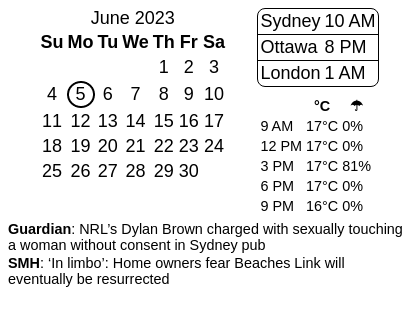 June 2023
Su Mo Tu We Th Fr Sa
1 2 3
4 5 6 7 8 9 10
11 12 13 14 15 16 17
18 19 20 21 22 23 24
25 26 27 28 29 30
Sydney 10 AM
Ottawa 8 PM
London 1 AM
°C ☂
9 AM 17°C 0%
12 PM 17°C 0%
3 PM 17°C 81%
6 PM 17°C 0%
9 PM 16°C 0%
Guardian: NRL's Dylan Brown charged with sexually touching
a woman without consent in Sydney pub
SMH: ‘In limbo’: Home owners fear Beaches Link will
eventually be resurrected